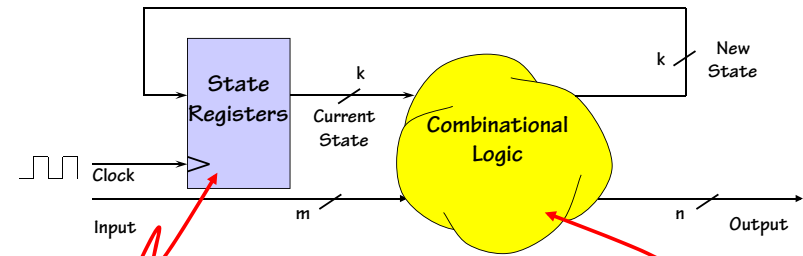 k
New
State
State
Registers
k
Current
State
Combinational
Logic
Clock
Input
m
n
Output